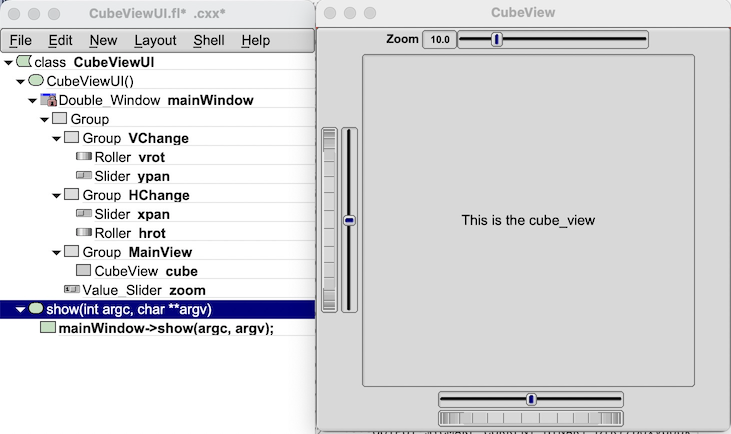 CubeViewUI.fl* .cxx*
File Edit New Layout Shell Help
class CubeViewUI
CubeViewUI()
Double_Window mainWindow
Group
Group VChange
Roller vrot
Slider ypan
Group HChange
Slider xpan
Roller hrot
Group MainView
CubeView cube
Value_Slider zoom
show(int argc, char **argv)
mainWindow->show(argc, argv);
CubeView
Zoom 10.0
This is the cube_view